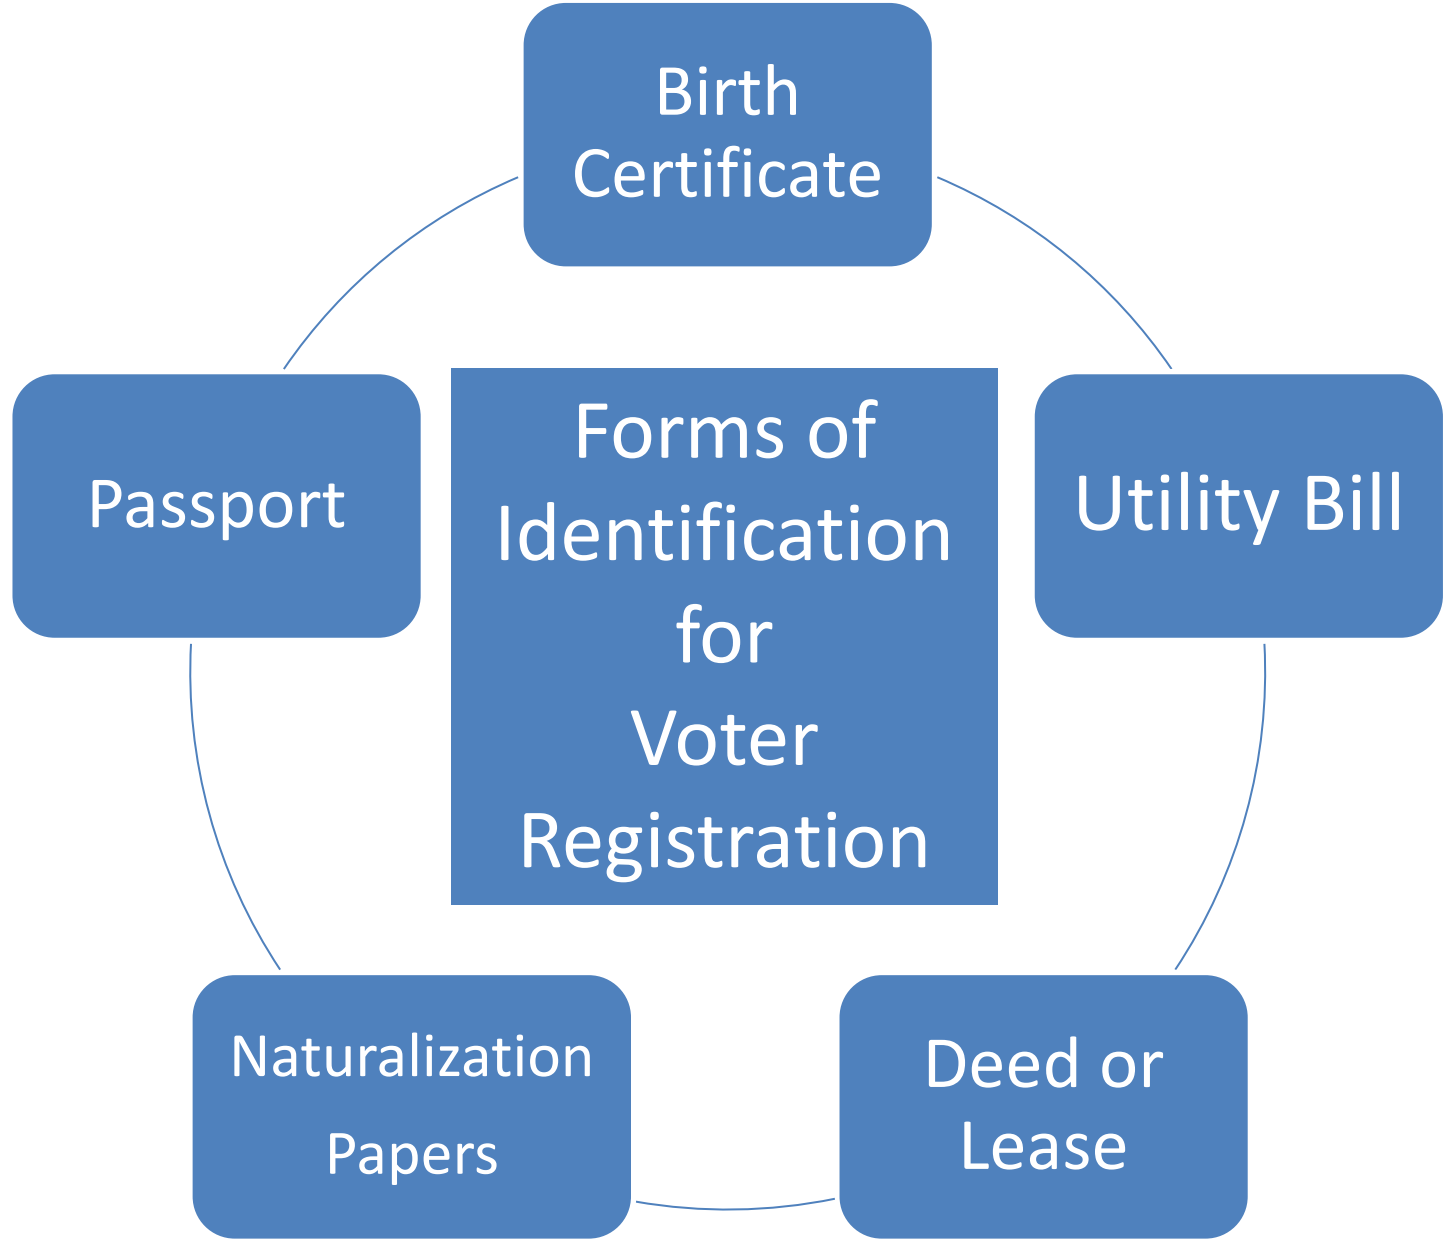 Birth
Certificate
Passport
Forms of
Identification
for
Voter
Registration
Utility Bill
Naturalization
Papers
Deed or
Lease